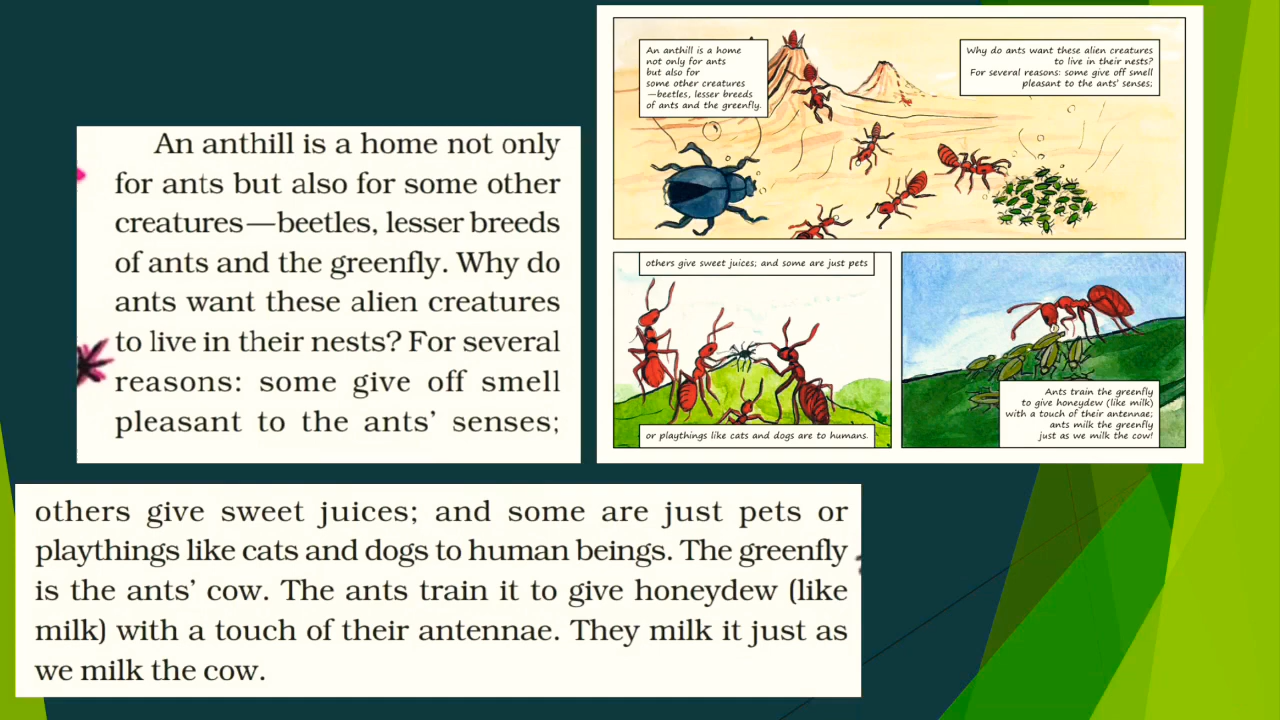 An anthill is a home not only
for ants but also for some other
creatures—beetles, lesser breeds
of ants and the greenfly. Why do
ants want these alien creatures
to live in their nests? For several
reasons: some give off smell
pleasant to the ants’ senses;
others give sweet juices; and some are just pets or
playthings like cats and dogs to human beings. The greenfly
is the ants’ cow. The ants train it to give honeydew (like
milk) with a touch of their antennae. They milk it just as
we milk the cow.
An anthill is a home
not only for ants
but also for
some other creatures
—beetles, lesser breeds
of ants and the greenfly.
Why do ants want these alien creatures
to live in their nests?
For several reasons: some give off smell
pleasant to the ants' senses;
others give sweet juices; and some are just pets
or playthings like cats and dogs are to humans.
Ants train the greenfly
to give honeydew (like milk)
with a touch of their antennae;
ants milk the greenfly
just as we milk the cow!